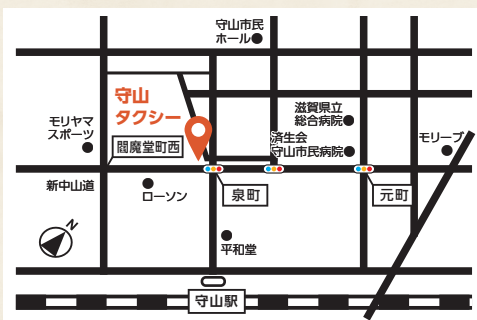 守山市民
ホール
守山
タクシー
滋賀県立
総合病院
モリヤマ
スポーツ
済生会
守山市民病院
モリーブ
閻魔堂町西
新中山道
ローソン
泉町
元町
N
平和堂
守山駅